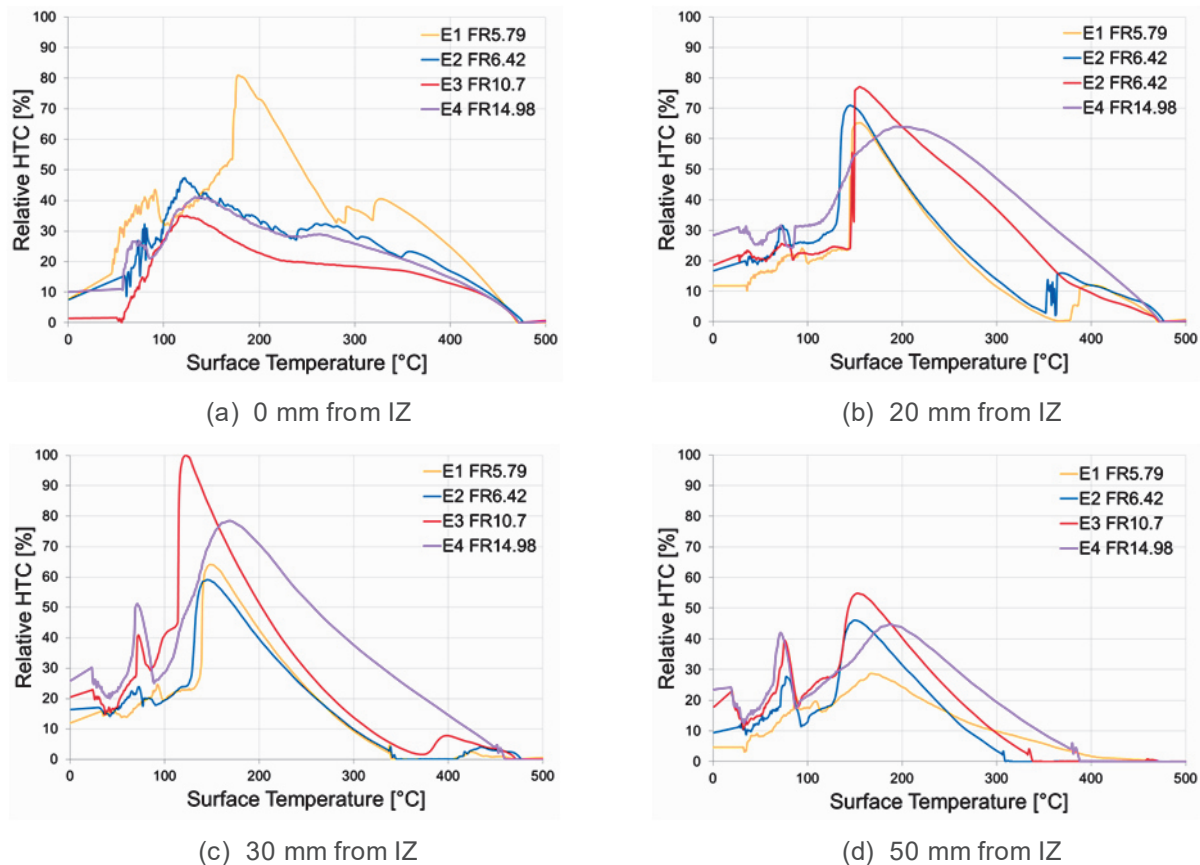 100
90
80
70
60
50
40
30
20
10
0
Relative HTC [%]
E1 FR5.79
E2 FR6.42
E3 FR10.7
E4 FR14.98
0 100 200 300 400 500
Surface Temperature [°C]
(a) 0 mm from IZ
100
90
80
70
60
50
40
30
20
10
0
Relative HTC [%]
E1 FR5.79
E2 FR6.42
E2 FR6.42
E4 FR14.98
0 100 200 300 400 500
Surface Temperature [°C]
(b) 20 mm from IZ
100
90
80
70
60
50
40
30
20
10
0
Relative HTC [%]
E1 FR5.79
E2 FR6.42
E3 FR10.7
E4 FR14.98
0 100 200 300 400 500
Surface Temperature [°C]
(c) 30 mm from IZ
100
90
80
70
60
50
40
30
20
10
0
Relative HTC [%]
E1 FR5.79
E2 FR6.42
E3 FR10.7
E4 FR14.98
0 100 200 300 400 500
Surface Temperature [°C]
(d) 50 mm from IZ